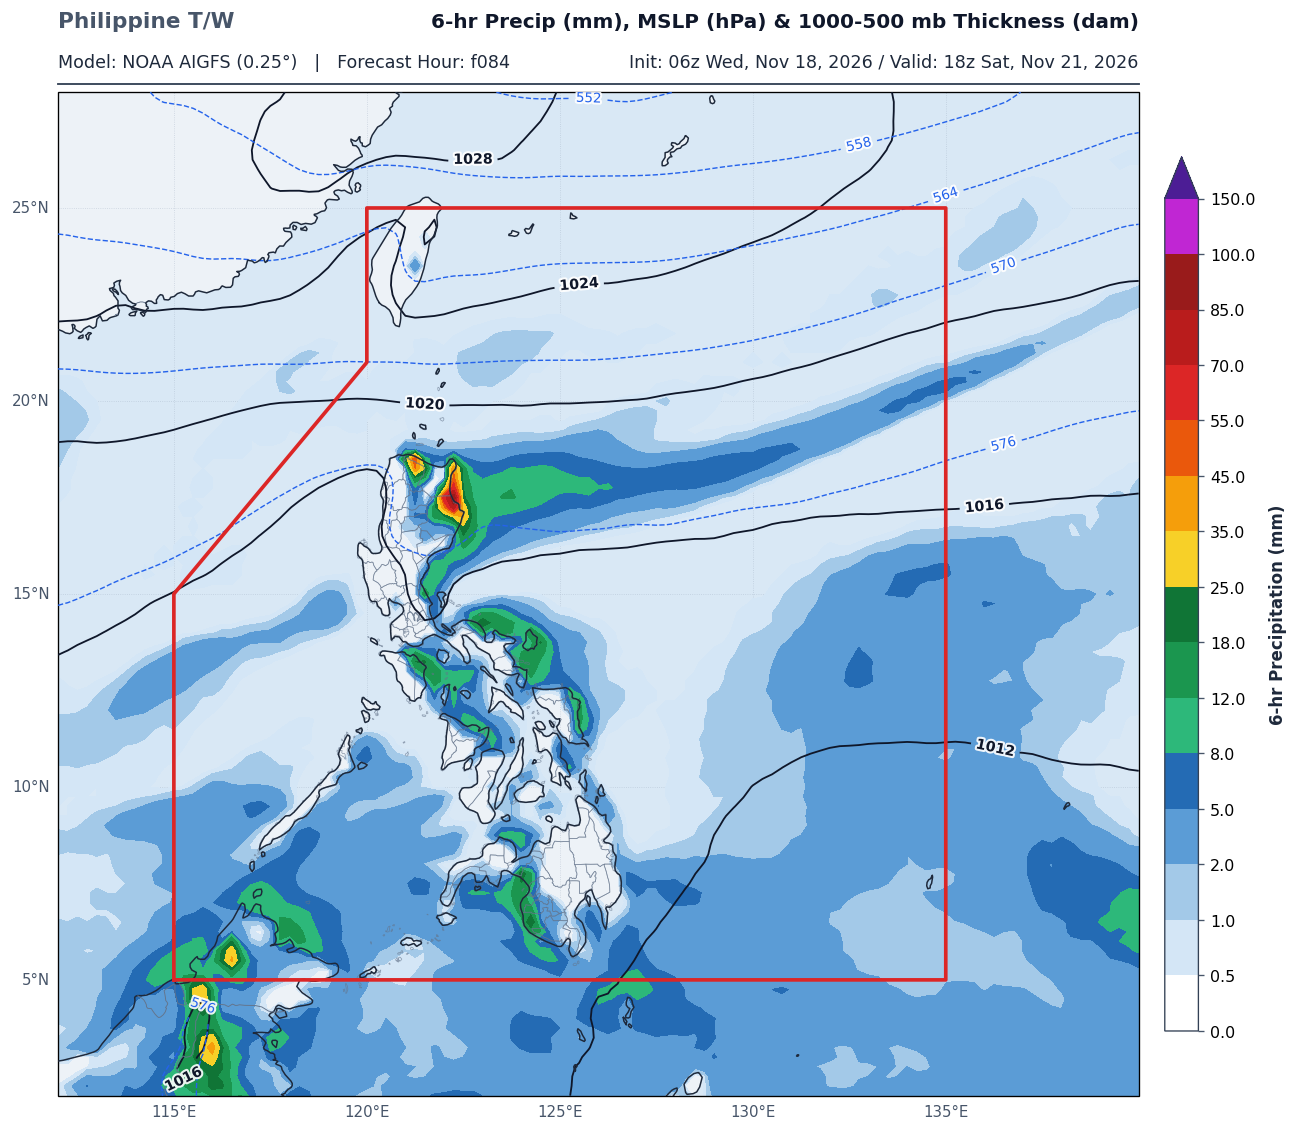 Philippine T/W
6-hr Precip (mm), MSLP (hPa) & 1000-500 mb Thickness (dam)
Model: NOAA AIGFS (0.25°) | Forecast Hour: f084
Init: 06z Wed, Nov 18, 2026 / Valid: 18z Sat, Nov 21, 2026
552
1028
558
564
570
1024
1020
576
1016
1012
576
1016
25°N
20°N
15°N
10°N
5°N
115°E
120°E
125°E
130°E
135°E
150.0
100.0
85.0
70.0
55.0
45.0
35.0
25.0
18.0
12.0
8.0
5.0
2.0
1.0
0.5
0.0
6-hr Precipitation (mm)